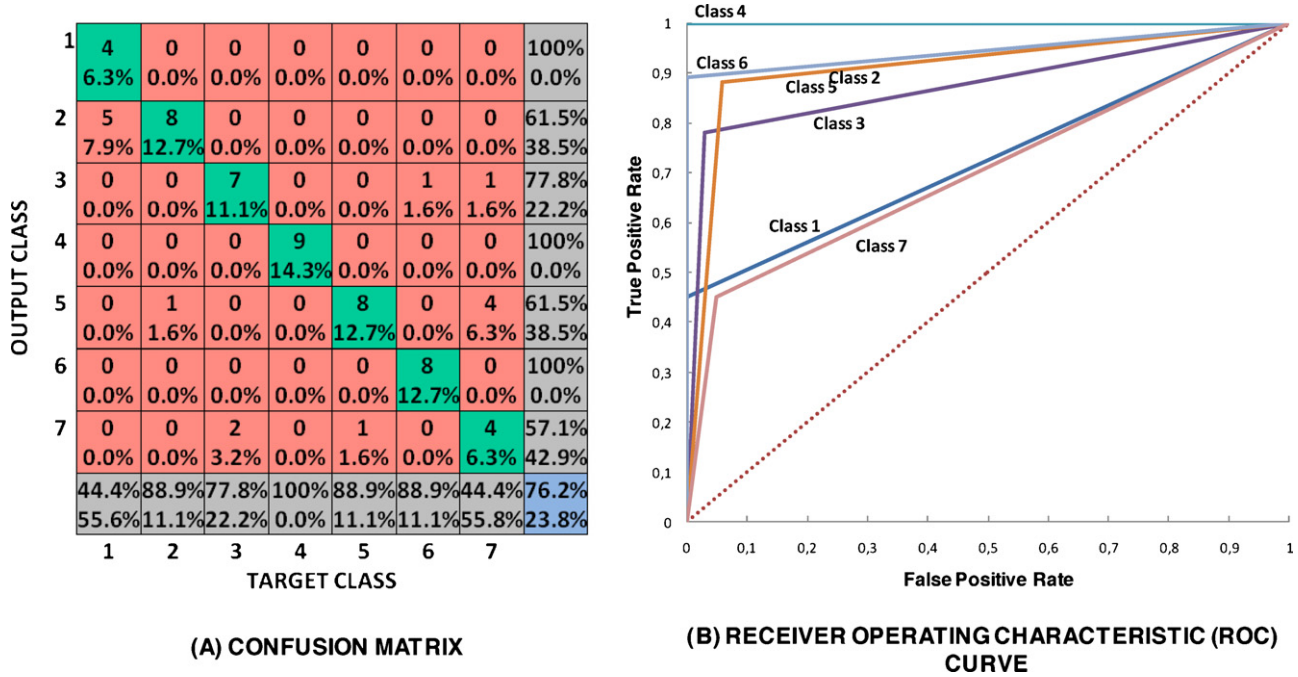 1
4 0 0 0 0 0 0 100%
6.3% 0.0% 0.0% 0.0% 0.0% 0.0% 0.0% 0.0%
2
5 8 0 0 0 0 0 61.5%
7.9% 12.7% 0.0% 0.0% 0.0% 0.0% 0.0% 38.5%
3
0 0 7 0 0 1 1 77.8%
0.0% 0.0% 11.1% 0.0% 0.0% 1.6% 1.6% 22.2%
4
0 0 0 9 0 0 0 100%
0.0% 0.0% 0.0% 14.3% 0.0% 0.0% 0.0% 0.0%
5
0 1 0 0 8 0 4 61.5%
0.0% 1.6% 0.0% 0.0% 12.7% 0.0% 6.3% 38.5%
6
0 0 0 0 0 8 0 100%
0.0% 0.0% 0.0% 0.0% 0.0% 12.7% 0.0% 0.0%
7
0 0 2 0 1 0 4 57.1%
0.0% 0.0% 3.2% 0.0% 1.6% 0.0% 6.3% 42.9%
44.4% 88.9% 77.8% 100% 88.9% 88.9% 44.4% 76.2%
55.6% 11.1% 22.2% 0.0% 11.1% 11.1% 55.8% 23.8%
1 2 3 4 5 6 7
OUTPUT CLASS
TARGET CLASS
(A) CONFUSION MATRIX
Class 4
Class 6
Class 2
Class 5
Class 3
Class 1
Class 7
1
0,9
0,8
0,7
0,6
0,5
0,4
0,3
0,2
0,1
0
True Positive Rate
0 0,1 0,2 0,3 0,4 0,5 0,6 0,7 0,8 0,9 1
False Positive Rate
(B) RECEIVER OPERATING CHARACTERISTIC (ROC)
CURVE